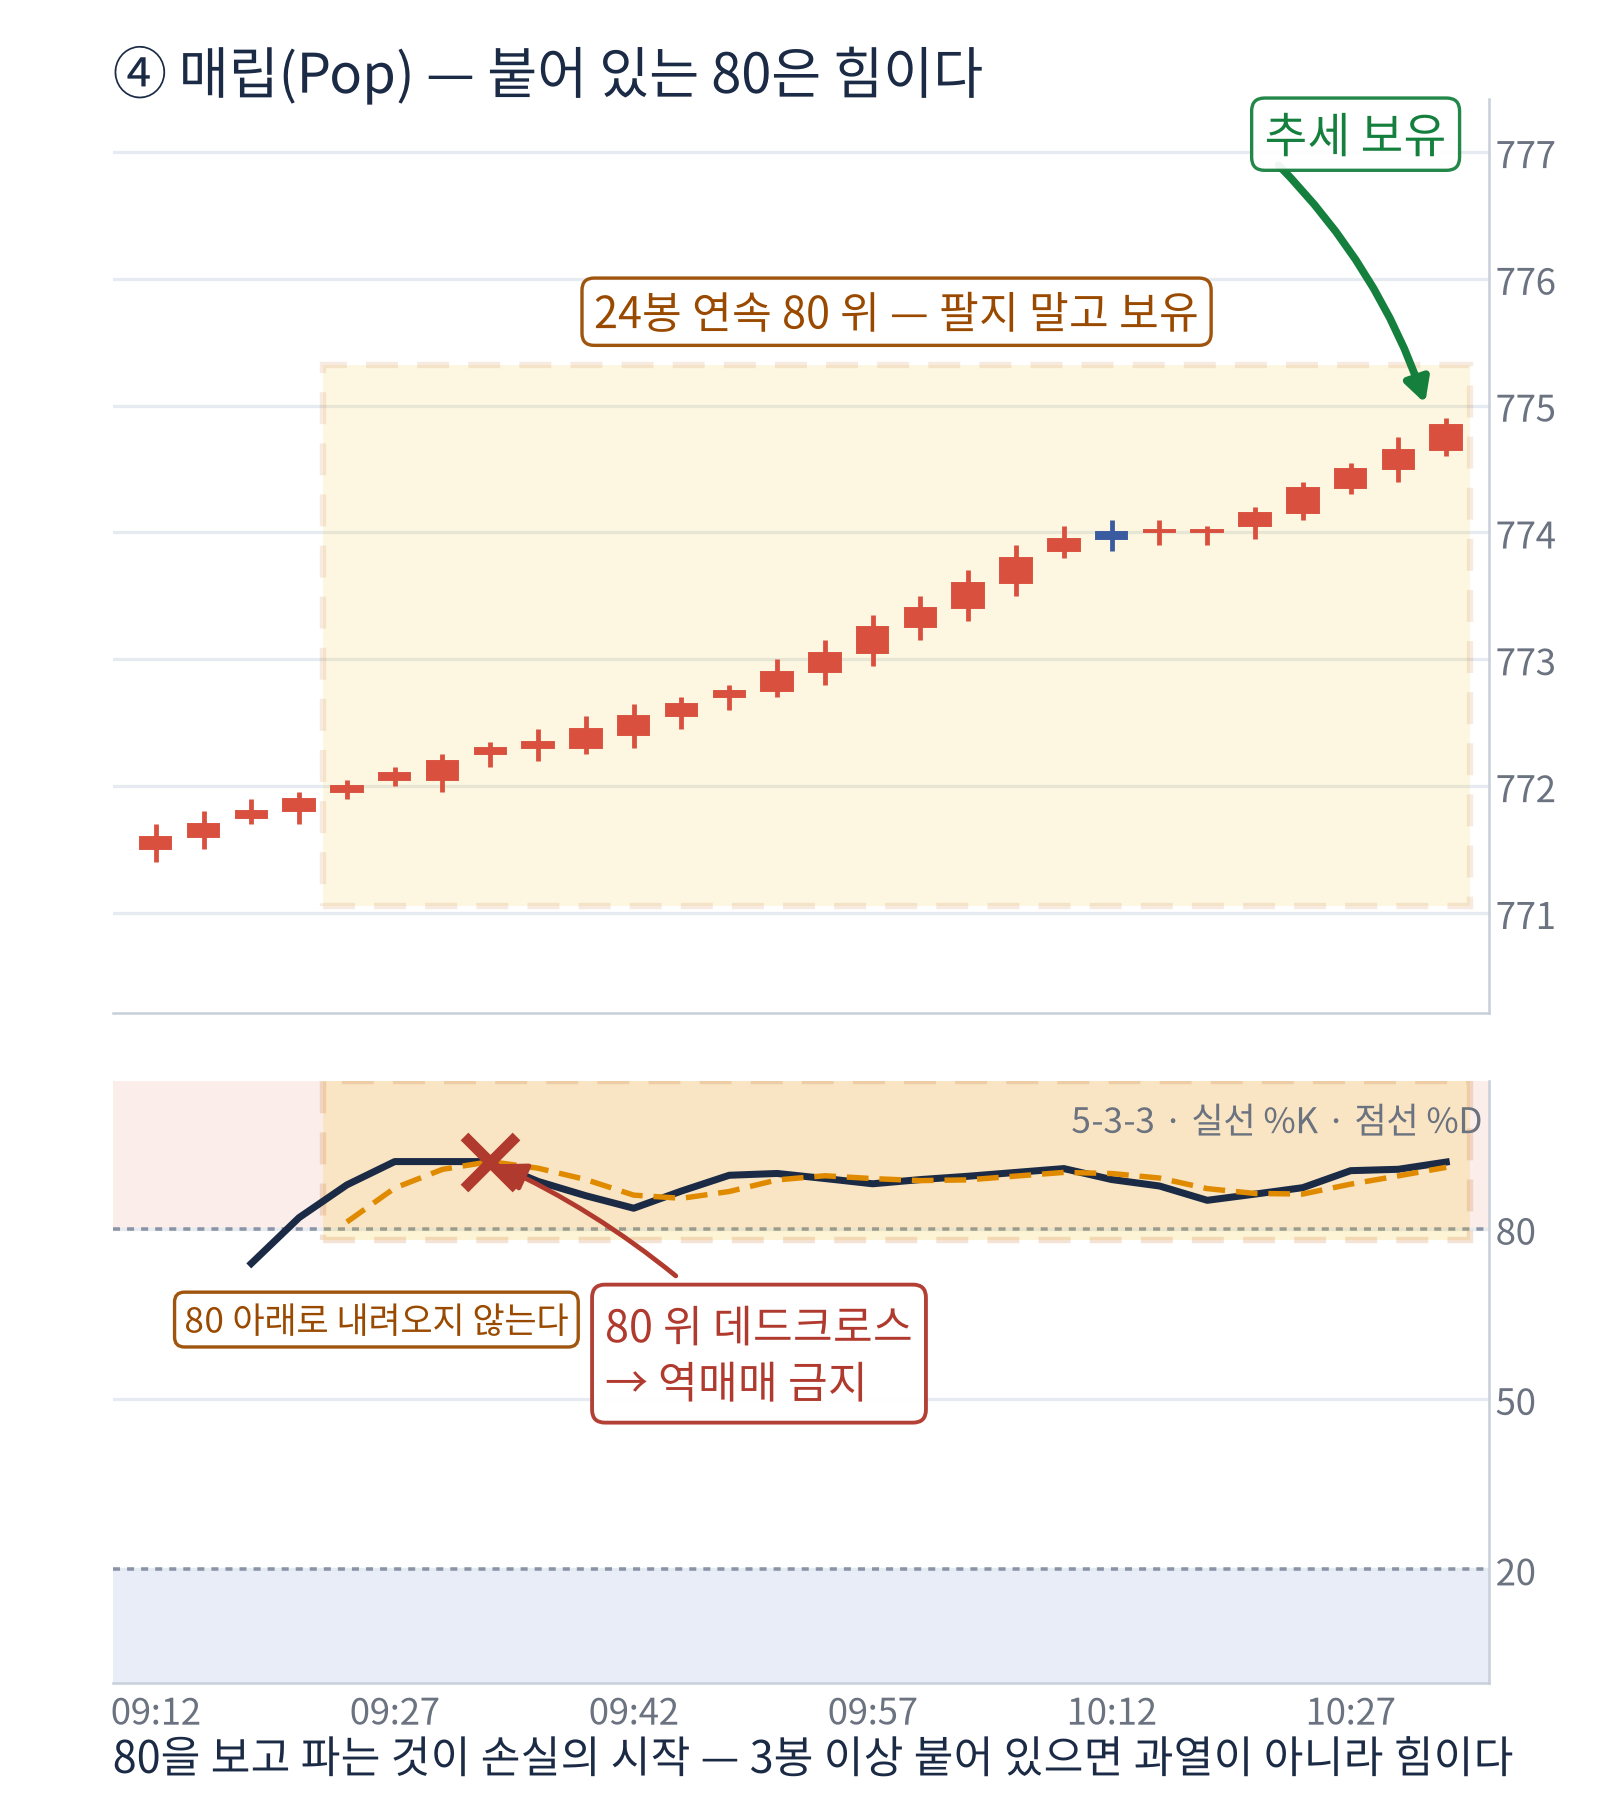 ④ 매립(Pop) — 붙어 있는 80은 힘이다
추세 보유
777
776
24봉 연속 80 위 — 팔지 말고 보유
775
774
773
772
771
5-3-3 · 실선 %K · 점선 %D
80
80 아래로 내려오지 않는다
80 위 데드크로스
→ 역매매 금지
50
20
09:12 09:27 09:42 09:57 10:12 10:27
80을 보고 파는 것이 손실의 시작 — 3봉 이상 붙어 있으면 과열이 아니라 힘이다